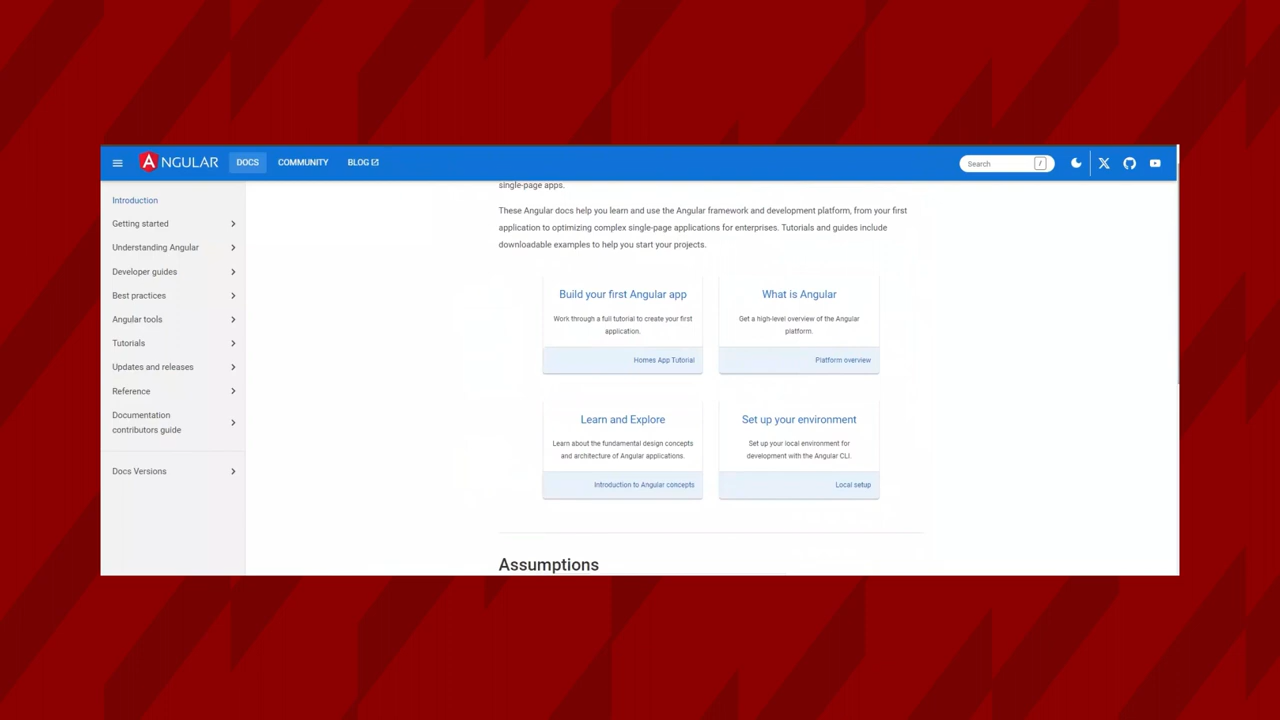 ANGULAR
DOCS
COMMUNITY
BLOG
Search
/
Introduction
Getting started
Understanding Angular
Developer guides
Best practices
Angular tools
Tutorials
Updates and releases
Reference
Documentation
contributors guide
Docs Versions
single-page apps.
These Angular docs help you learn and use the Angular framework and development platform, from your first
application to optimizing complex single-page applications for enterprises. Tutorials and guides include
downloadable examples to help you start your projects.
Build your first Angular app
Work through a full tutorial to create your first
application.
Homes App Tutorial
What is Angular
Get a high-level overview of the Angular
platform.
Platform overview
Learn and Explore
Learn about the fundamental design concepts
and architecture of Angular applications.
Introduction to Angular concepts
Set up your environment
Set up your local environment for
development with the Angular CLI.
Local setup
Assumptions